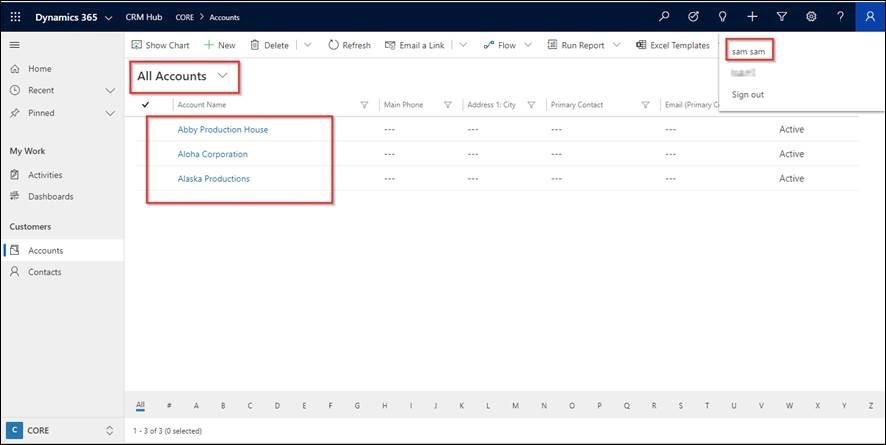 Dynamics 365 CRM Hub CORE > Accounts
Show Chart New Delete Refresh Email a Link Flow Run Report Excel Templates
sam sam
Sign out
Home
Recent
Pinned
My Work
Activities
Dashboards
Customers
Accounts
Contacts
All Accounts
Account Name Main Phone Address 1: City Primary Contact Email (Primary Co
Abby Production House --- --- --- --- Active
Aloha Corporation --- --- --- --- Active
Alaska Productions --- --- --- --- Active
All # A B C D E F G H I J K L M N O P Q R S T U V W X Y Z
C CORE
1 - 3 of 3 (0 selected)